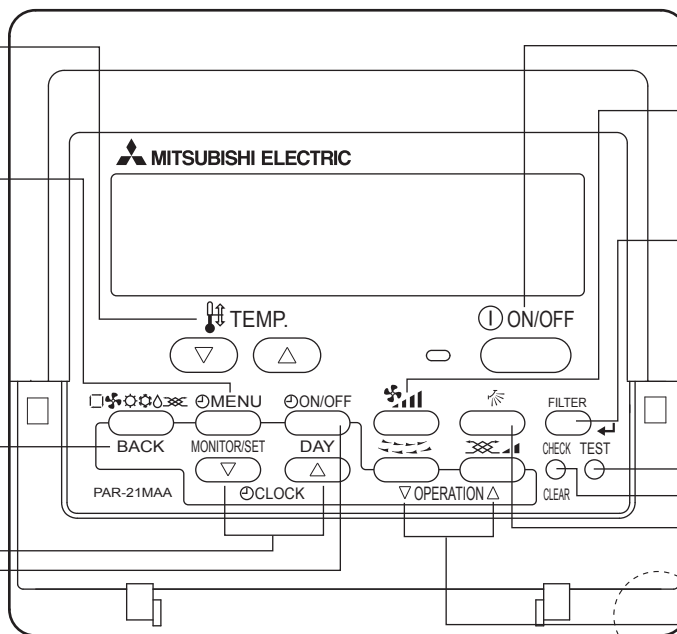 MITSUBISHI ELECTRIC
TEMP.
ON/OFF
MENU
ON/OFF
FILTER
BACK
MONITOR/SET
DAY
CHECK
TEST
PAR-21MAA
CLOCK
OPERATION
CLEAR